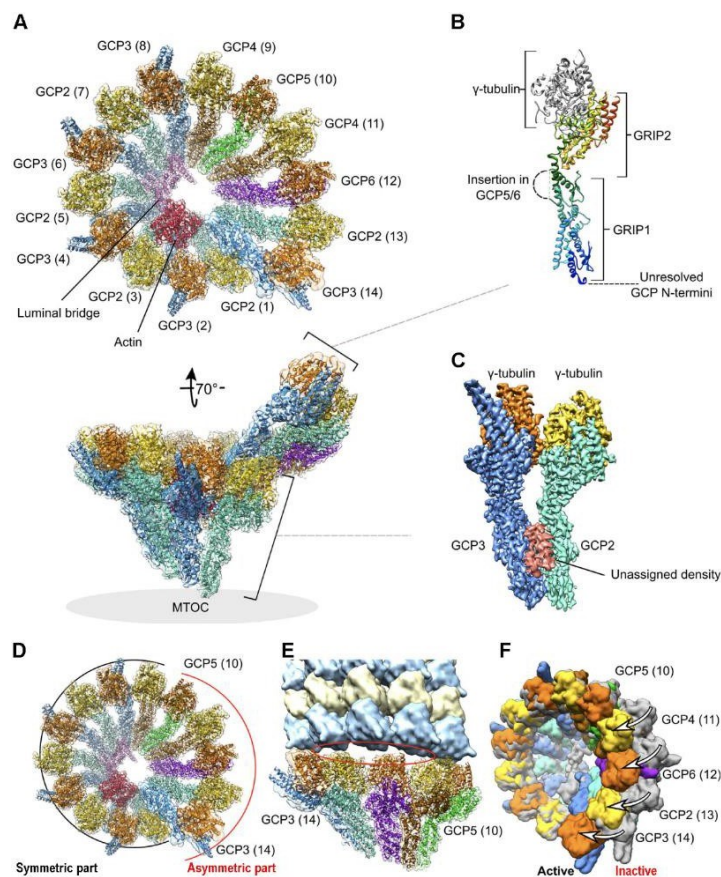 A
GCP3 (8)
GCP4 (9)
GCP2 (7)
GCP5 (10)
GCP4 (11)
GCP3 (6)
GCP6 (12)
GCP2 (5)
GCP2 (13)
GCP3 (4)
GCP3 (14)
GCP2 (3)
GCP2 (1)
Luminal bridge
GCP3 (2)
Actin
70°
MTOC
B
γ-tubulin
GRIP2
Insertion in
GCP5/6
GRIP1
Unresolved
GCP N-termini
C
γ-tubulin
γ-tubulin
GCP3
GCP2
Unassigned density
D
GCP5 (10)
GCP3 (14)
Symmetric part
Asymmetric part
E
GCP3 (14)
GCP5 (10)
F
GCP5 (10)
GCP4 (11)
GCP6 (12)
GCP2 (13)
GCP3 (14)
Active
Inactive